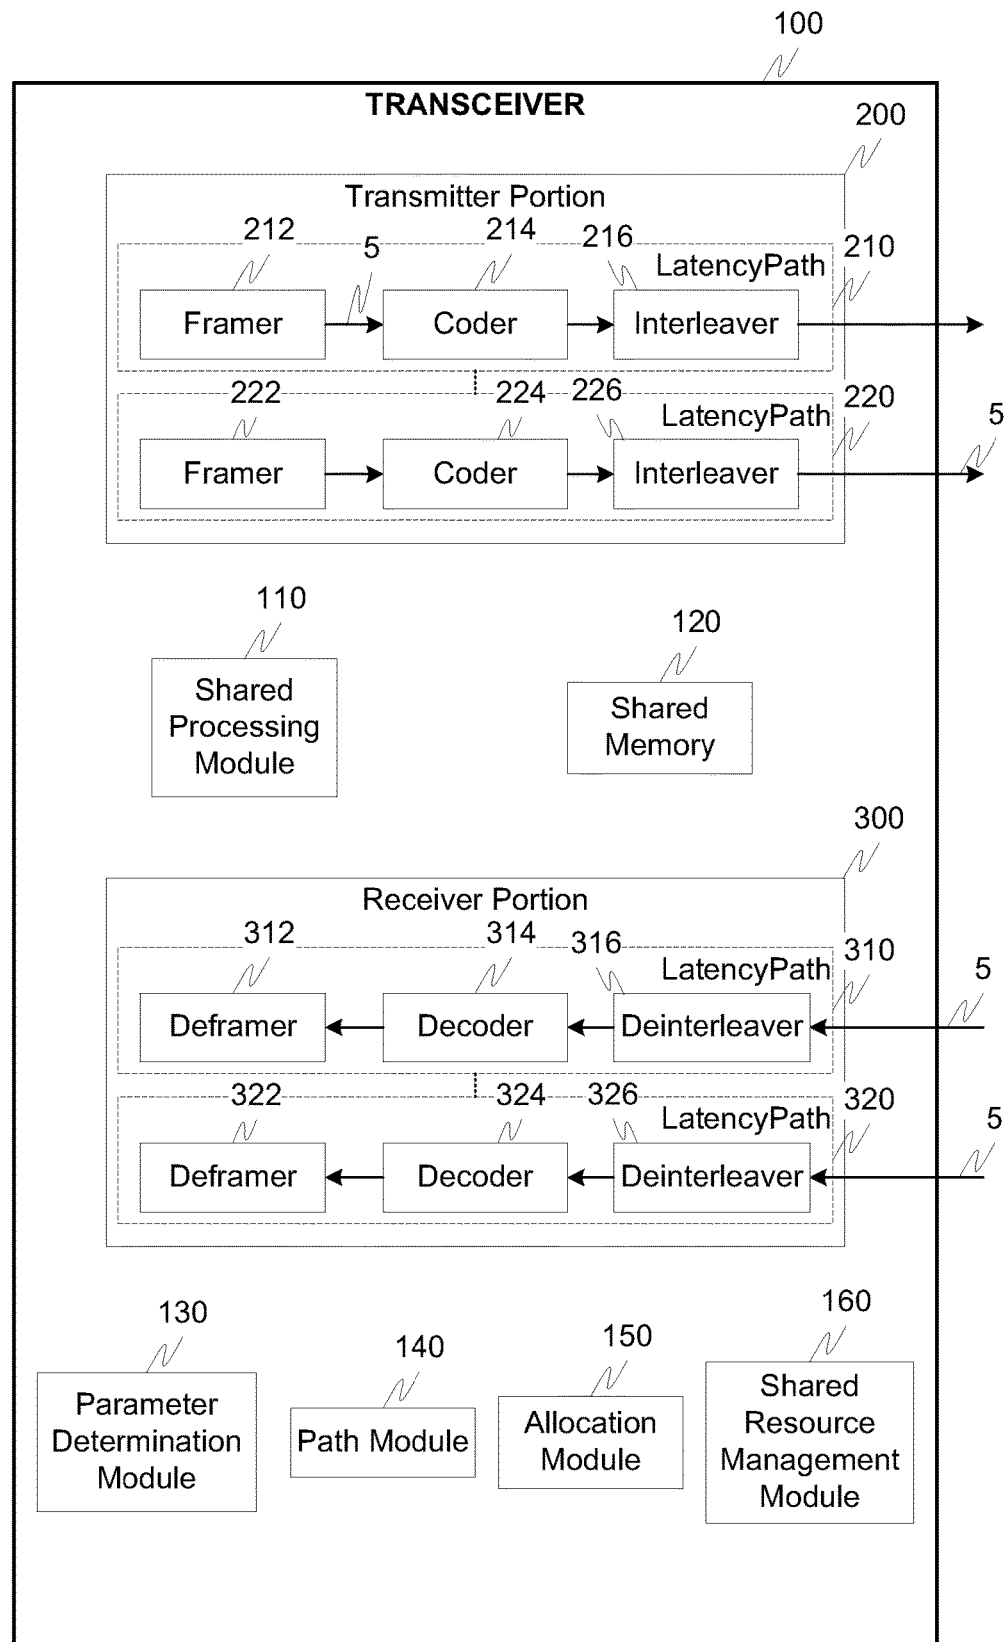 100
TRANSCEIVER
200
Transmitter Portion
212
5
214
216
210
LatencyPath
Framer
Coder
Interleaver
222
224
226
220
LatencyPath
5
Framer
Coder
Interleaver
110
Shared
Processing
Module
120
Shared
Memory
300
Receiver Portion
312
314
316
310
LatencyPath
5
Deframer
Decoder
Deinterleaver
322
324
326
320
LatencyPath
5
Deframer
Decoder
Deinterleaver
130
Parameter
Determination
Module
140
Path Module
150
Allocation
Module
160
Shared
Resource
Management
Module